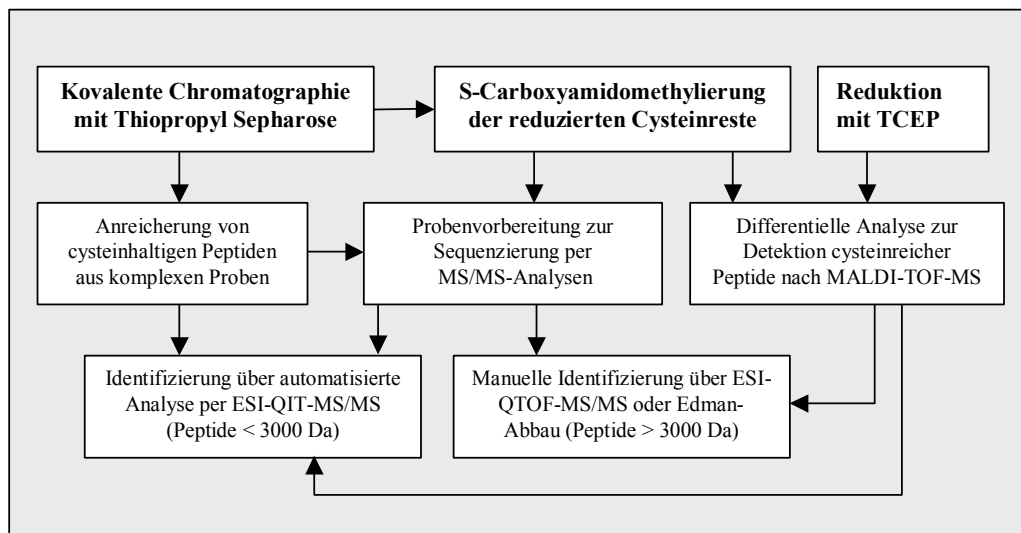 Kovalente Chromatographie
mit Thiopropyl Sepharose
S-Carboxyamidomethylierung
der reduzierten Cysteinreste
Reduktion
mit TCEP
Anreicherung von
cysteinhaltigen Peptiden
aus komplexen Proben
Probenvorbereitung zur
Sequenzierung per
MS/MS-Analysen
Differentielle Analyse zur
Detektion cysteinreicher
Peptide nach MALDI-TOF-MS
Identifizierung über automatisierte
Analyse per ESI-QIT-MS/MS
(Peptide < 3000 Da)
Manuelle Identifizierung über ESI-
QTOF-MS/MS oder Edman-
Abbau (Peptide > 3000 Da)